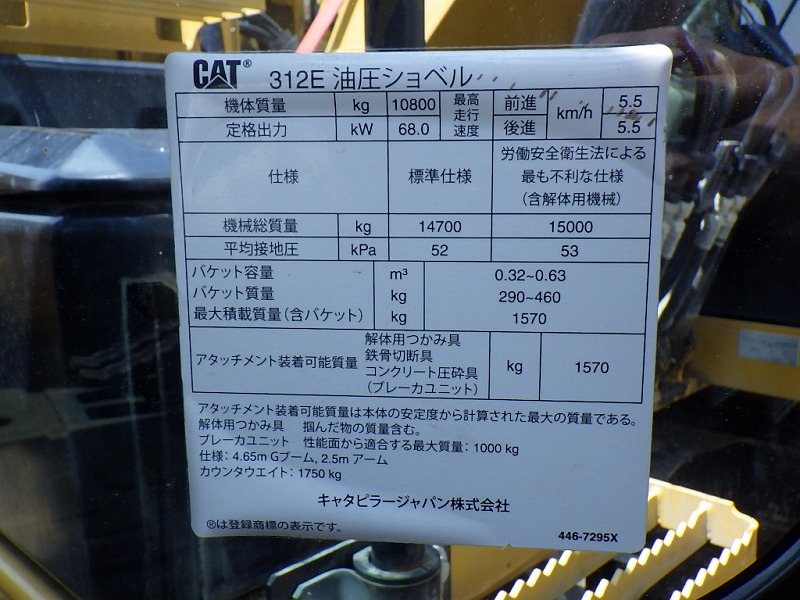 CAT® 312E 油圧ショベル
機体質量 kg 10800 最高走行速度 前進 km/h 5.5
定格出力 kW 68.0 後進 5.5
仕様 標準仕様 労働安全衛生法による
最も不利な仕様
(含解体用機械)
機械総質量 kg 14700 15000
平均接地圧 kPa 52 53
バケット容量 m³ 0.32~0.63
バケット質量 kg 290~460
最大積載質量(含バケット) kg 1570
アタッチメント装着可能質量 解体用つかみ具 kg 1570
鉄骨切断具
コンクリート圧砕具
(ブレーカユニット)
アタッチメント装着可能質量は本体の安定度から計算された最大の質量である。
解体用つかみ具 掴んだ物の質量含む。
ブレーカユニット 性能面から適合する最大質量:1000 kg
仕様:4.65m Gブーム, 2.5m アーム
カウンタウエイト:1750 kg
キャタピラージャパン株式会社
®は登録商標の表示です。
446-7295X